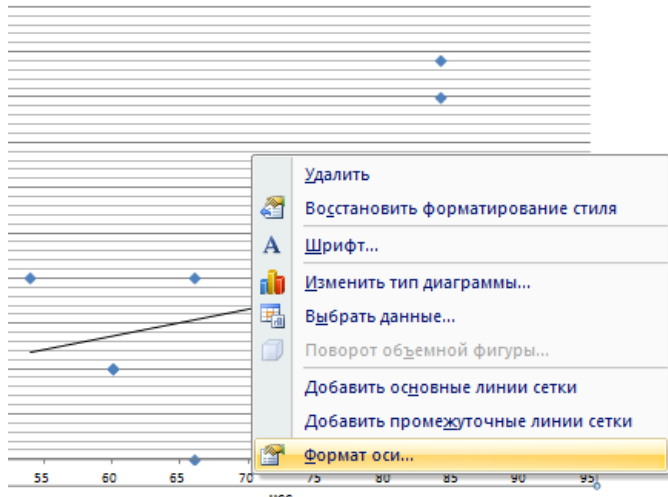 Удалить
Восстановить форматирование стиля
Шрифт...
Изменить тип диаграммы...
Выбрать данные...
Поворот объемной фигуры...
Добавить основные линии сетки
Добавить промежуточные линии сетки
Формат оси...
55 60 65 70 75 80 85 90 95